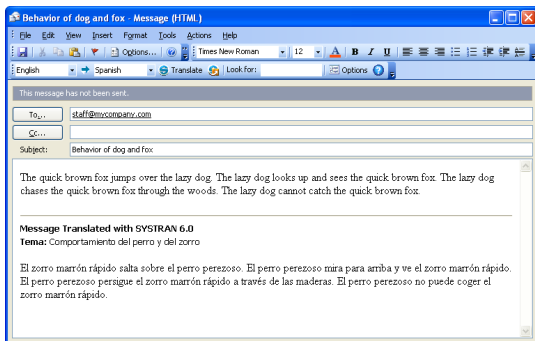 Behavior of dog and fox - Message (HTML)
File Edit View Insert Format Tools Actions Help
Options... Times New Roman 12 A B I U
English Spanish Translate Look for: Options
This message has not been sent.
To... staff@mycompany.com
Cc...
Subject: Behavior of dog and fox
The quick brown fox jumps over the lazy dog. The lazy dog looks up and sees the quick brown fox. The lazy dog
chases the quick brown fox through the woods. The lazy dog cannot catch the quick brown fox.
Message Translated with SYSTRAN 6.0
Tema: Comportamiento del perro y del zorro
El zorro marrón rápido salta sobre el perro perezoso. El perro perezoso mira para arriba y ve el zorro marrón rápido.
El perro perezoso persigue el zorro marrón rápido a través de las maderas. El perro perezoso no puede coger el
zorro marrón rápido.